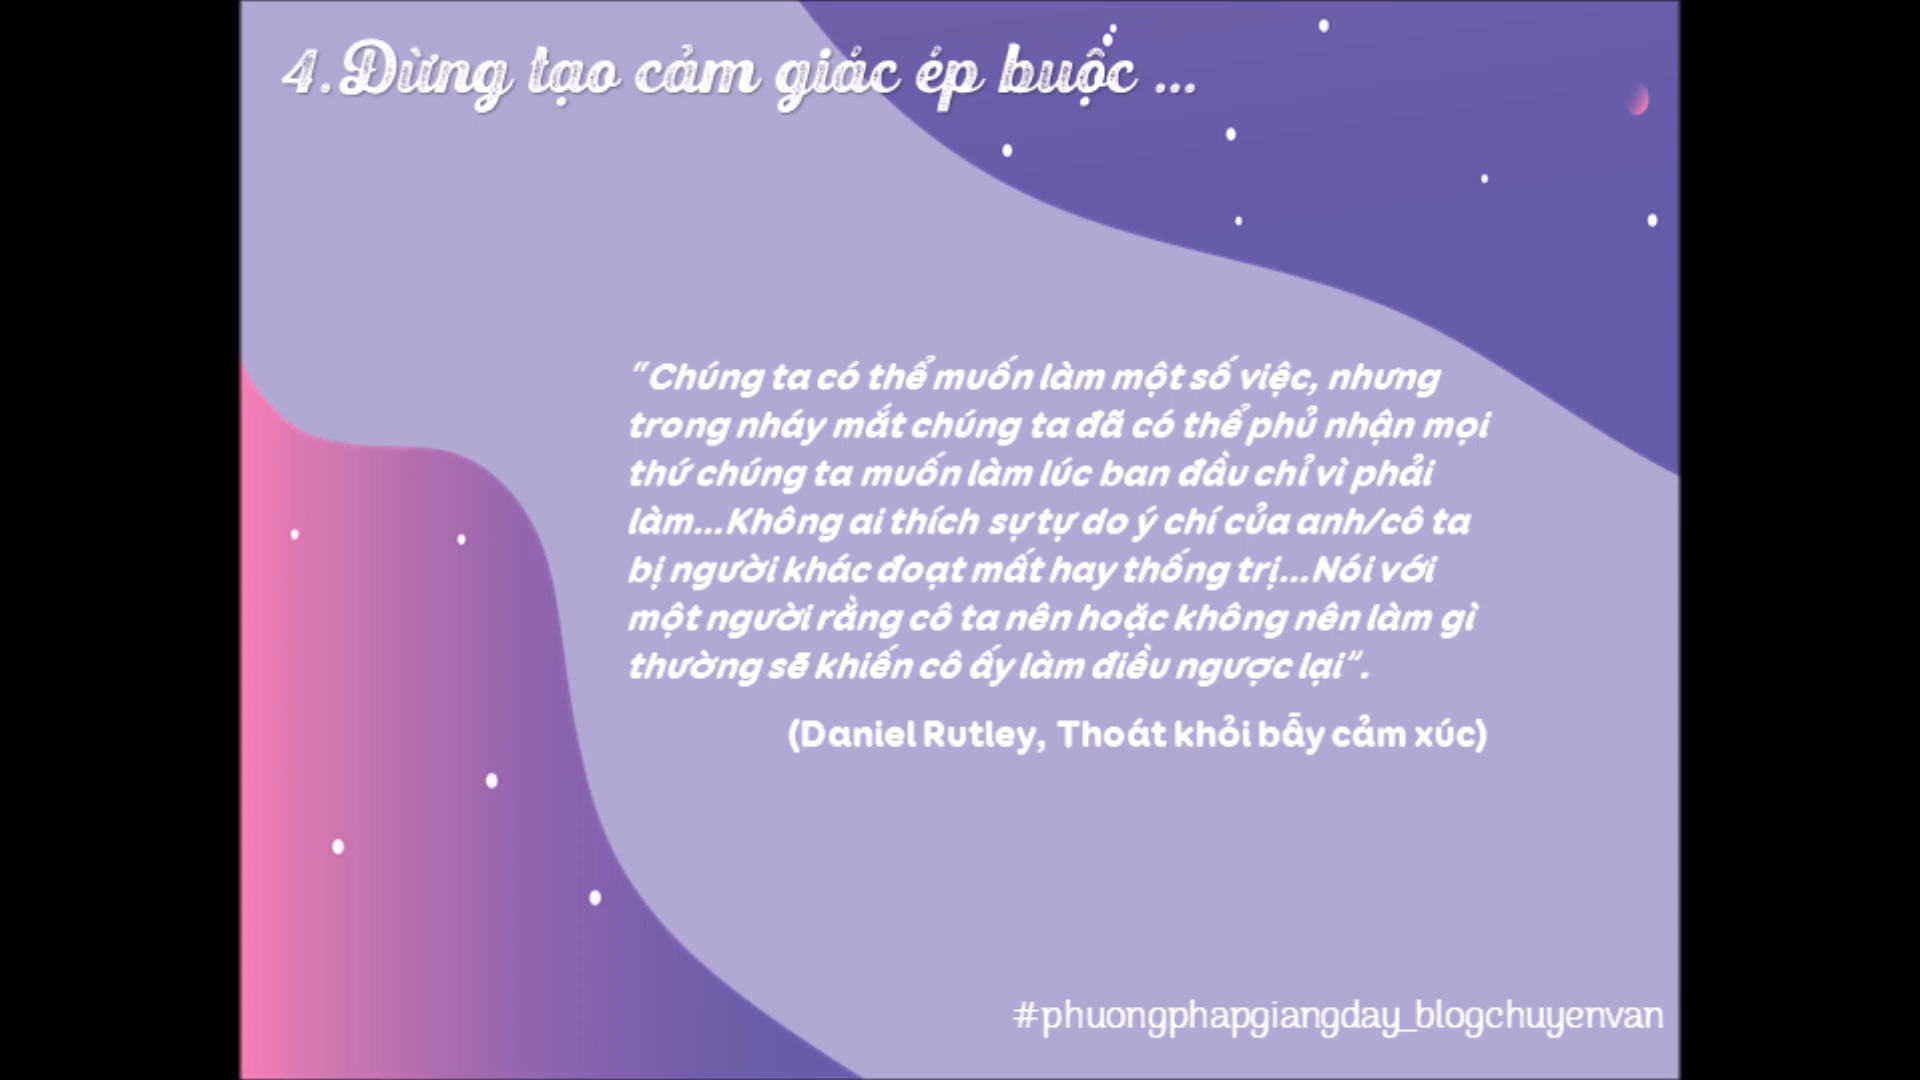 4.Đừng tạo cảm giác ép buộc ...
“Chúng ta có thể muốn làm một số việc, nhưng
trong nháy mắt chúng ta đã có thể phủ nhận mọi
thứ chúng ta muốn làm lúc ban đầu chỉ vì phải
làm...Không ai thích sự tự do ý chí của anh/cô ta
bị người khác đoạt mất hay thống trị...Nói với
một người rằng cô ta nên hoặc không nên làm gì
thường sẽ khiến cô ấy làm điều ngược lại”.
(Daniel Rutley, Thoát khỏi bẫy cảm xúc)
#phuongphapgiangday_blogchuyenvan